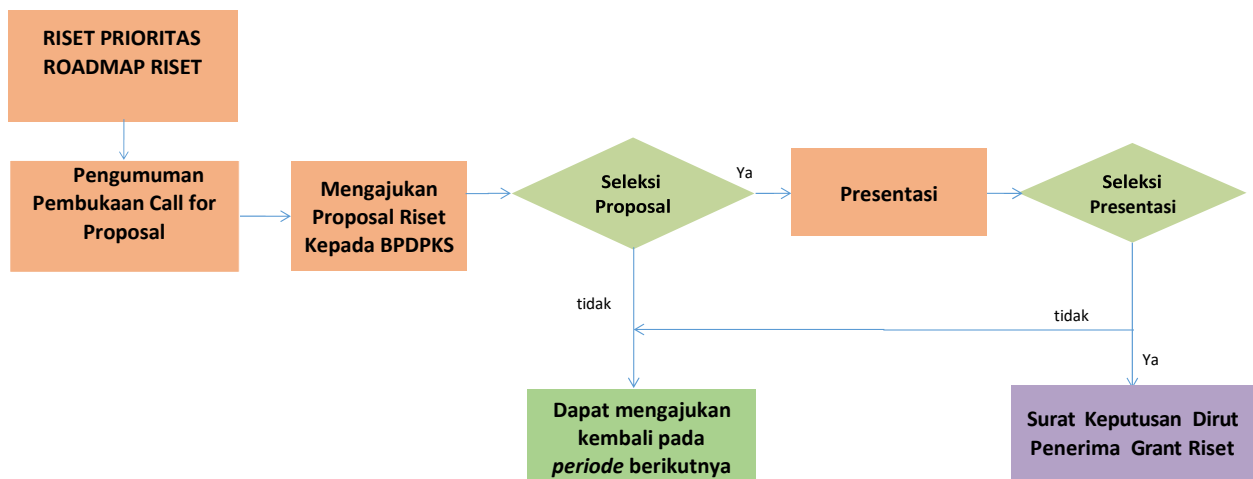 RISET PRIORITAS
ROADMAP RISET
Pengumuman
Pembukaan Call for
Proposal
Mengajukan
Proposal Riset
Kepada BPDPKS
Seleksi
Proposal
Ya
Presentasi
Seleksi
Presentasi
tidak
tidak
Ya
Dapat mengajukan
kembali pada
periode berikutnya
Surat Keputusan Dirut
Penerima Grant Riset